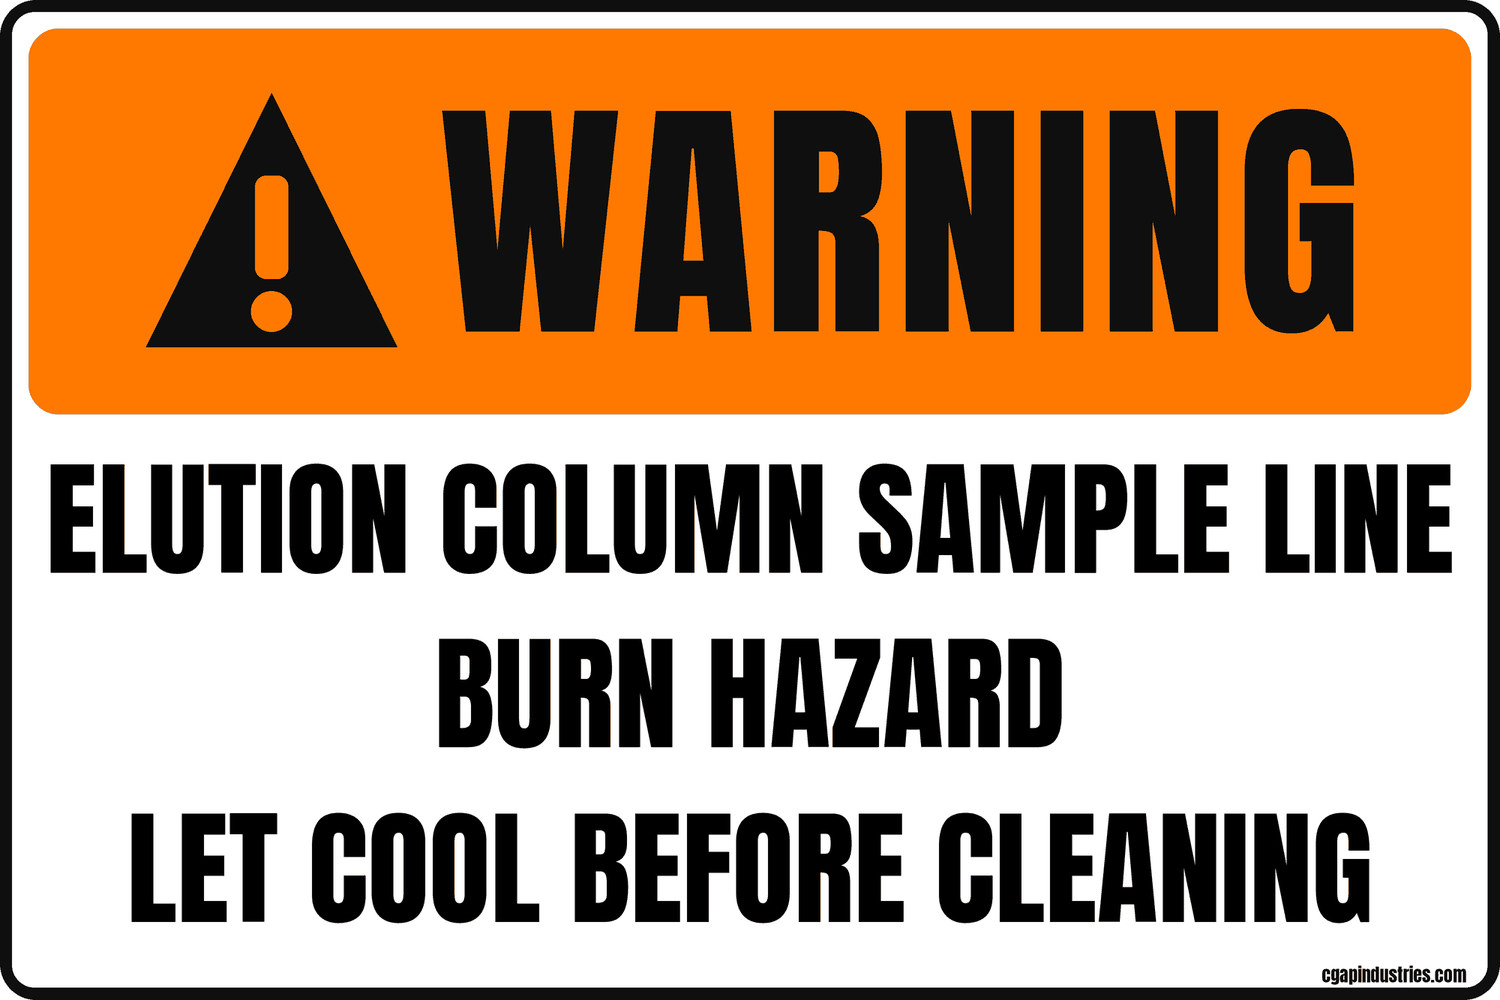 WARNING
ELUTION COLUMN SAMPLE LINE
BURN HAZARD
LET COOL BEFORE CLEANING
cgapindustries.com